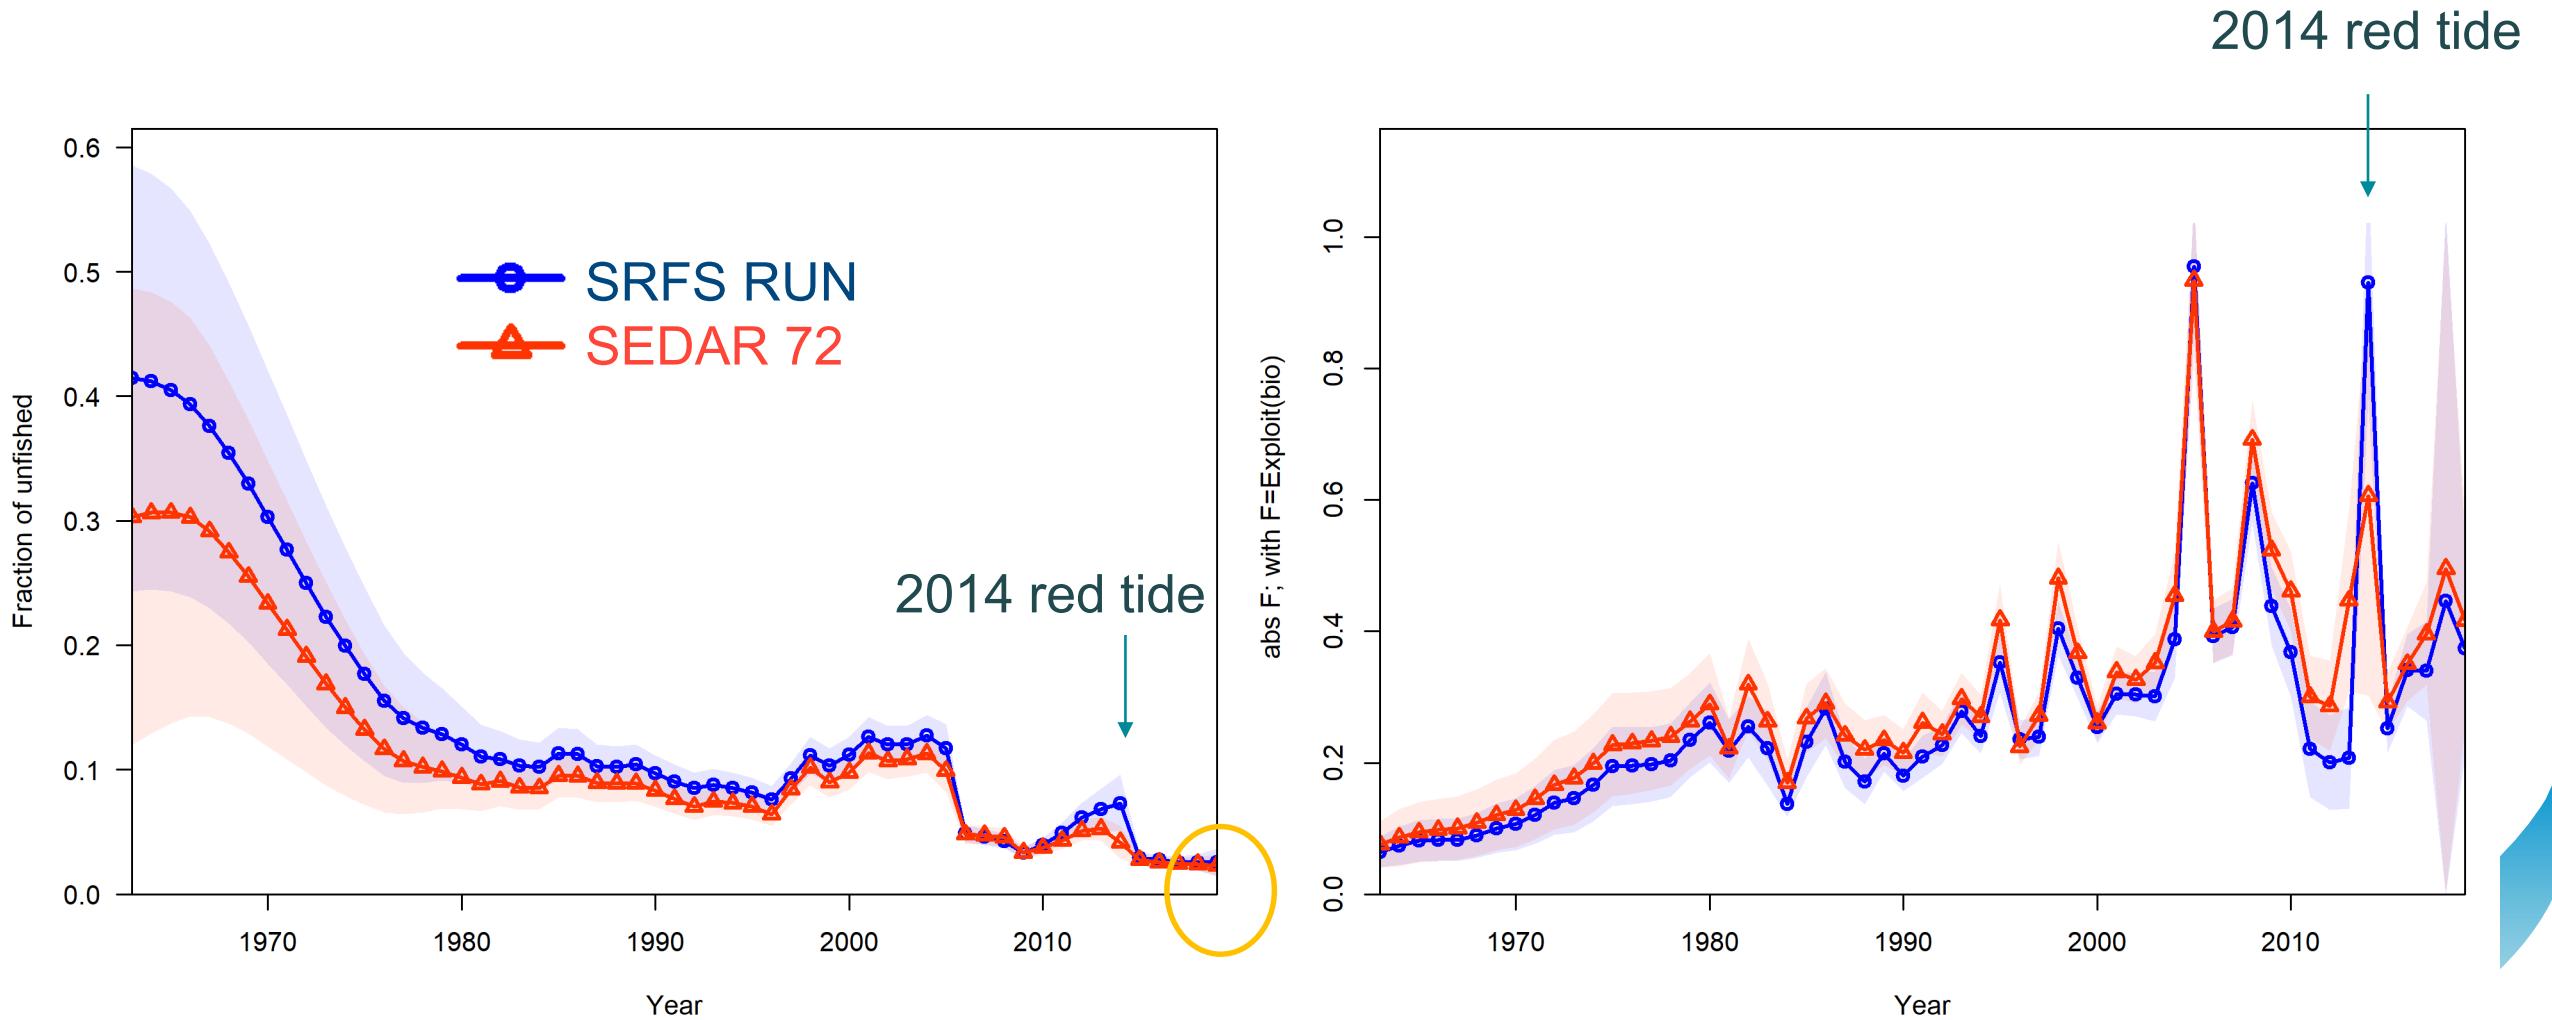 2014 red tide
0.6
0.5
0.4
0.3
0.2
0.1
0.0
Fraction of unfished
SRFS RUN
SEDAR 72
2014 red tide
1970 1980 1990 2000 2010
Year
1.0
0.8
0.6
0.4
0.2
0.0
abs F; with F=Exploit(bio)
1970 1980 1990 2000 2010
Year